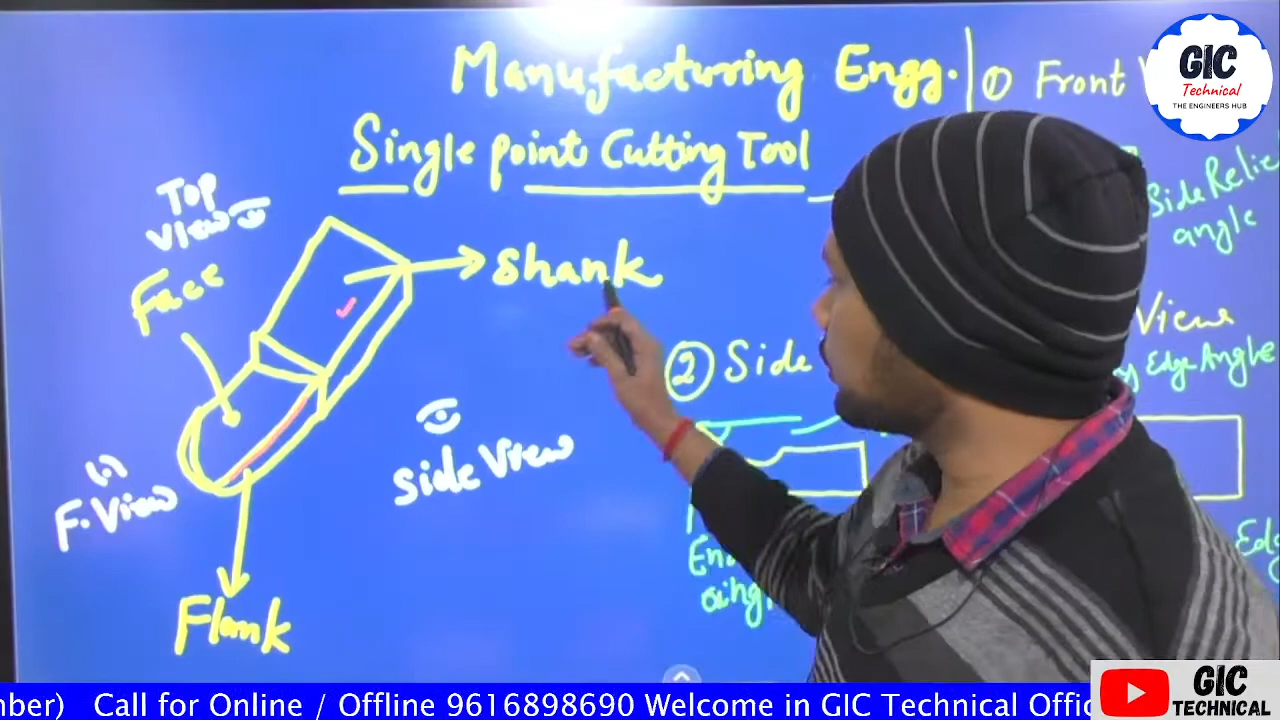 Manufacturing Engg.
Single point Cutting Tool
① Front
Side Relie
angle
Top
View
Face
Shank
② Side
View
Edge Angle
Side View
F. View
Flank
GIC
Technical
THE ENGINEERS HUB
Call for Online / Offline 9616898690 Welcome in GIC Technical
GIC
TECHNICAL